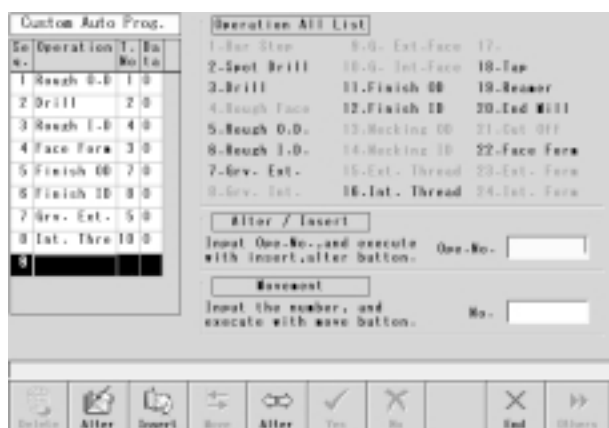 Custom Auto Prog.
Se q. Operation T. No Da ta
1 Rough O.D 1 0
2 Drill 2 0
3 Rough I.D 4 0
4 Face Form 3 0
5 Finish OD 7 0
6 Finish ID 8 0
7 Grv. Ext. 5 0
8 Int. Thre 10 0
9
Operation All List
1.Bar Stop 9.G. Ext-Face 17.
2.Spot Drill 10.G. Int-Face 18.Tap
3.Drill 11.Finish OD 19.Reamer
4.Rough Face 12.Finish ID 20.End Mill
5.Rough O.D. 13.Necking OD 21.Cut Off
6.Rough I.D. 14.Necking ID 22.Face Form
7.Grv. Ext. 15.Ext. Thread 23.Ext. Form
8.Grv. Int. 16.Int. Thread 24.Int. Form
Alter / Insert
Input Ope-No.,and execute
with insert,alter button.
Ope-No.
Movement
Input the number, and
execute with move button.
No.
Delete Alter Insert Move Alter Yes No End Others